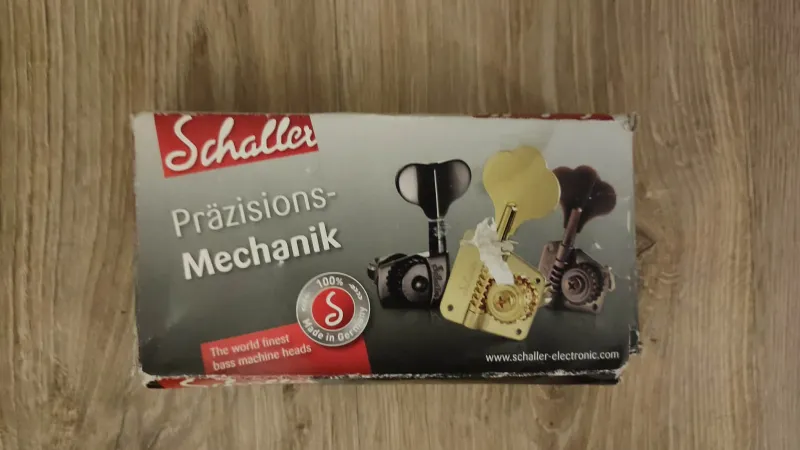 Schaller
Präzisions-
Mechanik
100%
S
Made in Germany
The world finest
bass machine heads
www.schaller-electronic.com